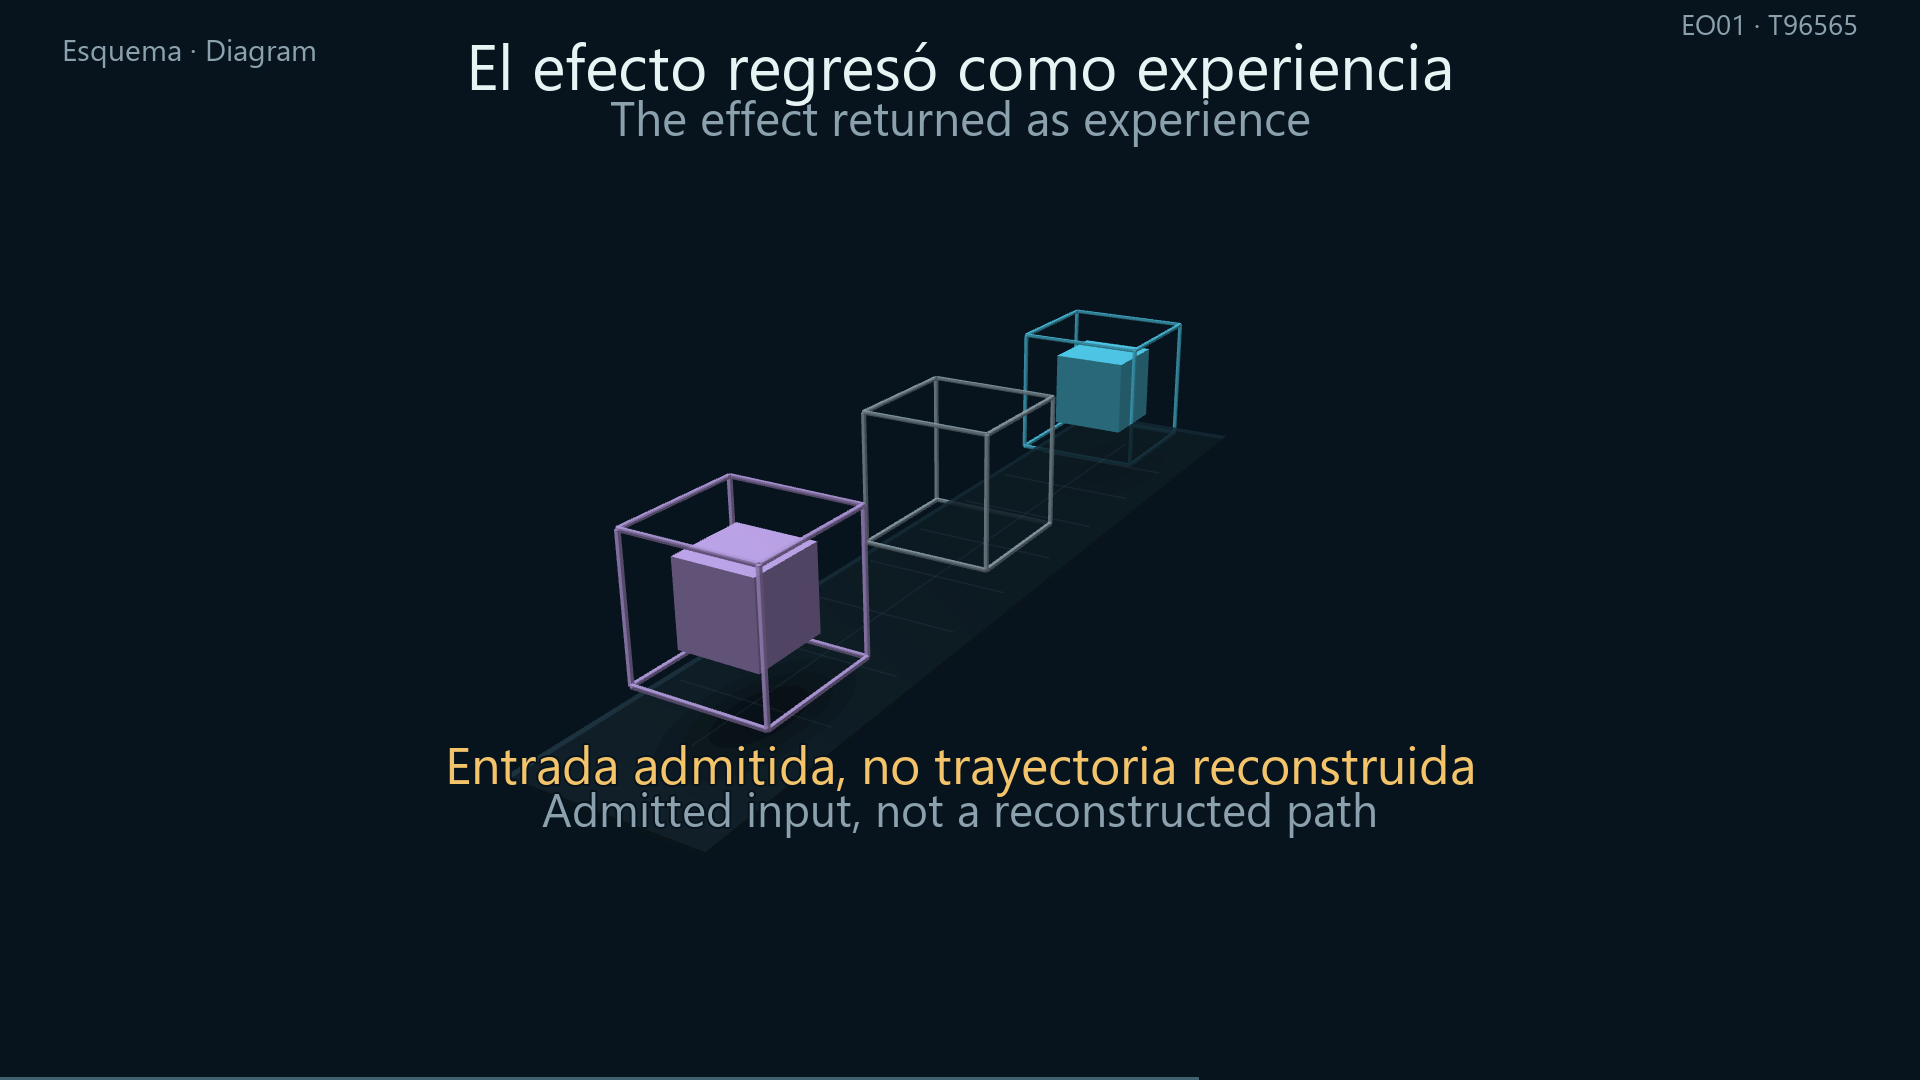 Esquema · Diagram
EO01 · T96565
El efecto regresó como experiencia
The effect returned as experience
Entrada admitida, no trayectoria reconstruida
Admitted input, not a reconstructed path